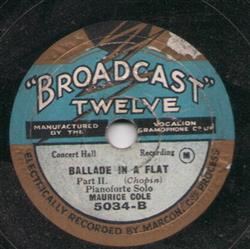 "BROADCAST"
TWELVE
MANUFACTURED BY THE VOCALION GRAMOPHONE Cº LTD
Concert Hall Recording M
BALLADE IN A FLAT
Part II. (Chopin)
Pianoforte Solo
MAURICE COLE
5034-B
ELECTRICALLY RECORDED BY MARCONI CO'S PROCESS